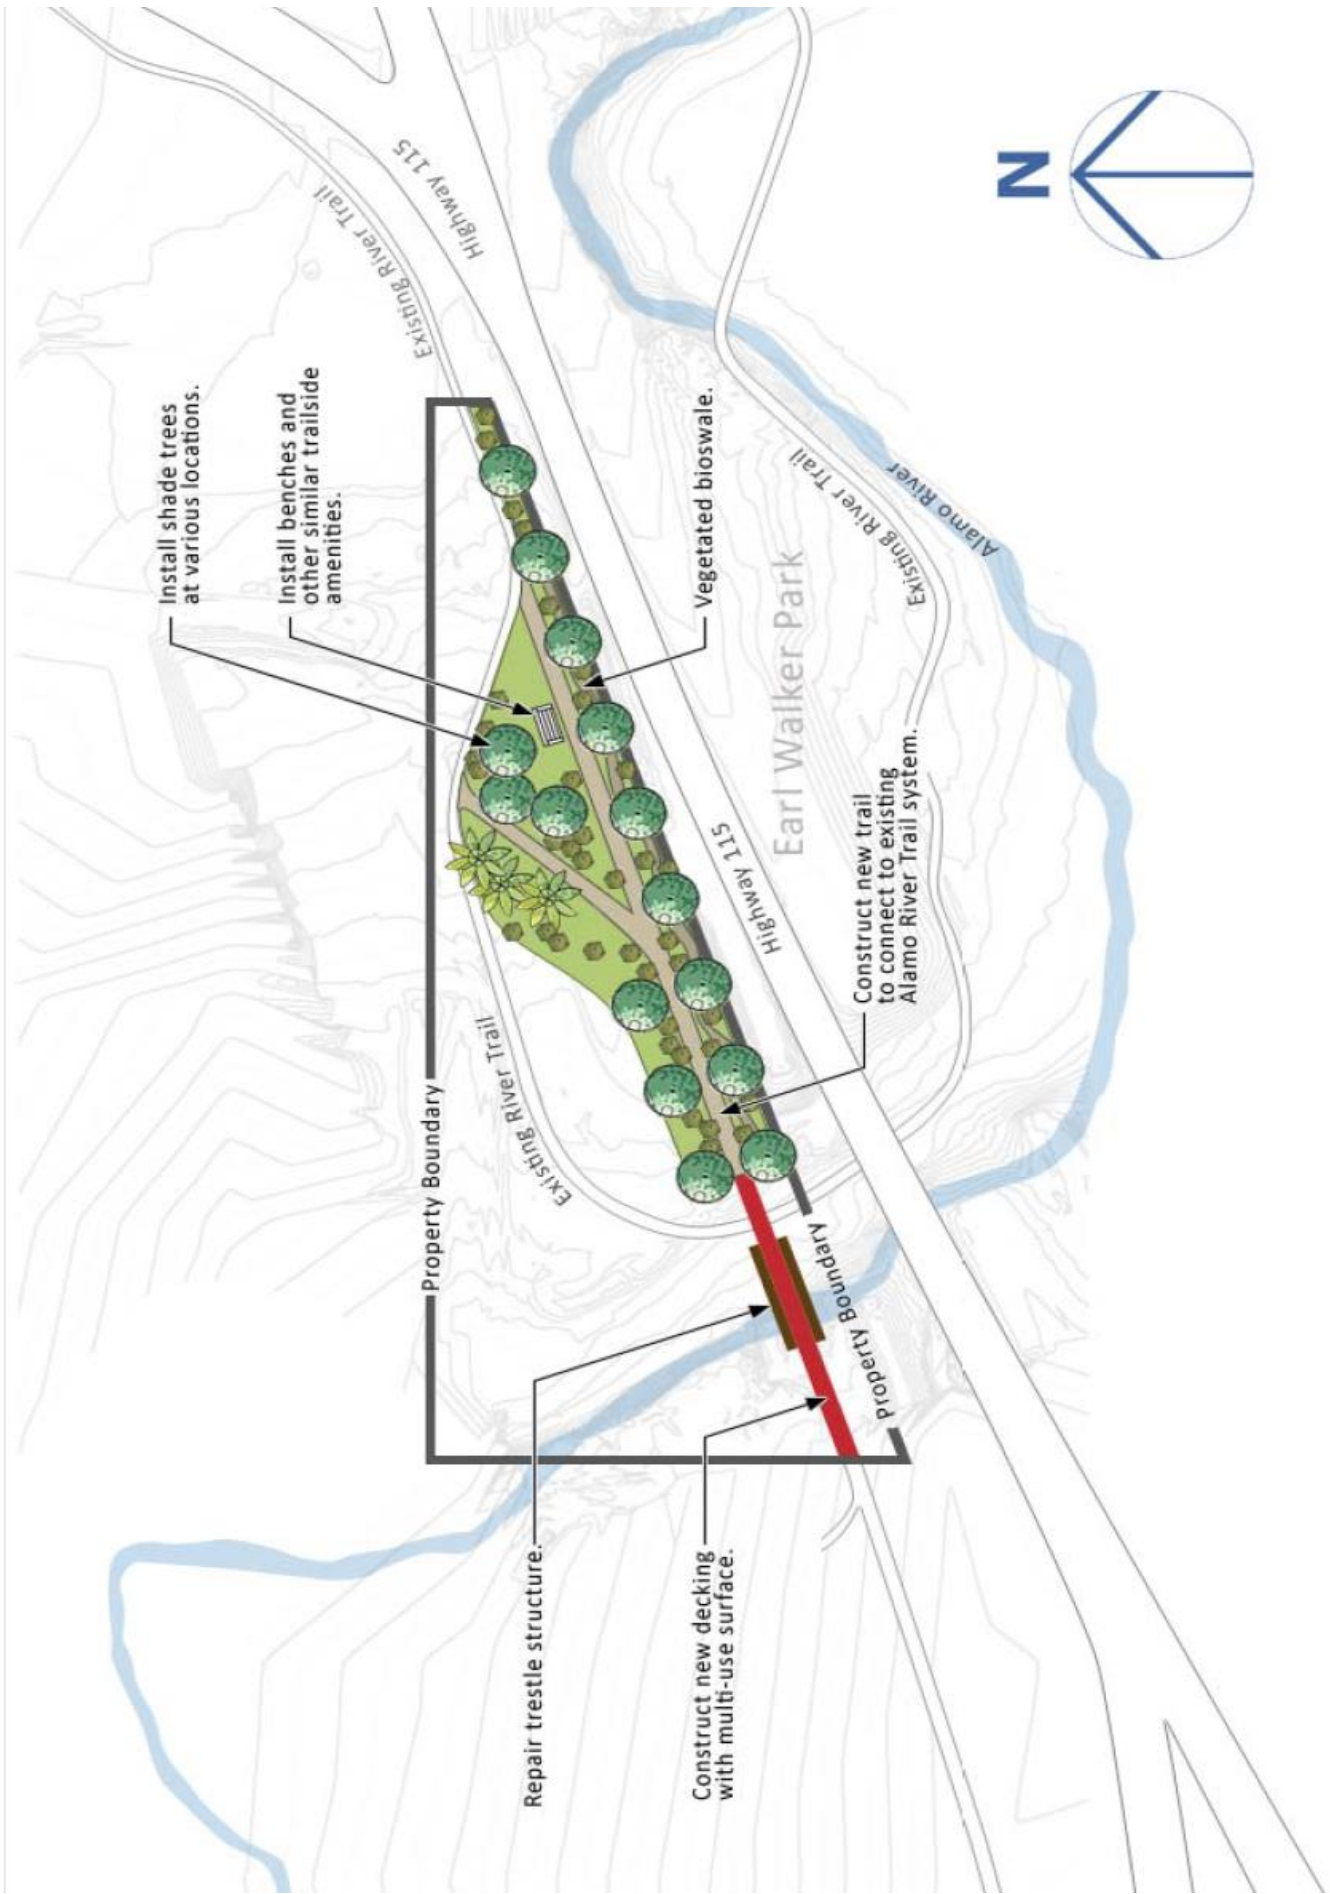 Install shade trees
at various locations.
Install benches and
other similar trailside
amenities.
Vegetated bioswale.
Construct new trail
to connect to existing
Alamo River Trail system.
Repair trestle structure.
Construct new decking
with multi-use surface.
Property Boundary
Property Boundary
Existing River Trail
Existing River Trail
Existing River Trail
Highway 115
Highway 115
Earl Walker Park
Alamo River
N